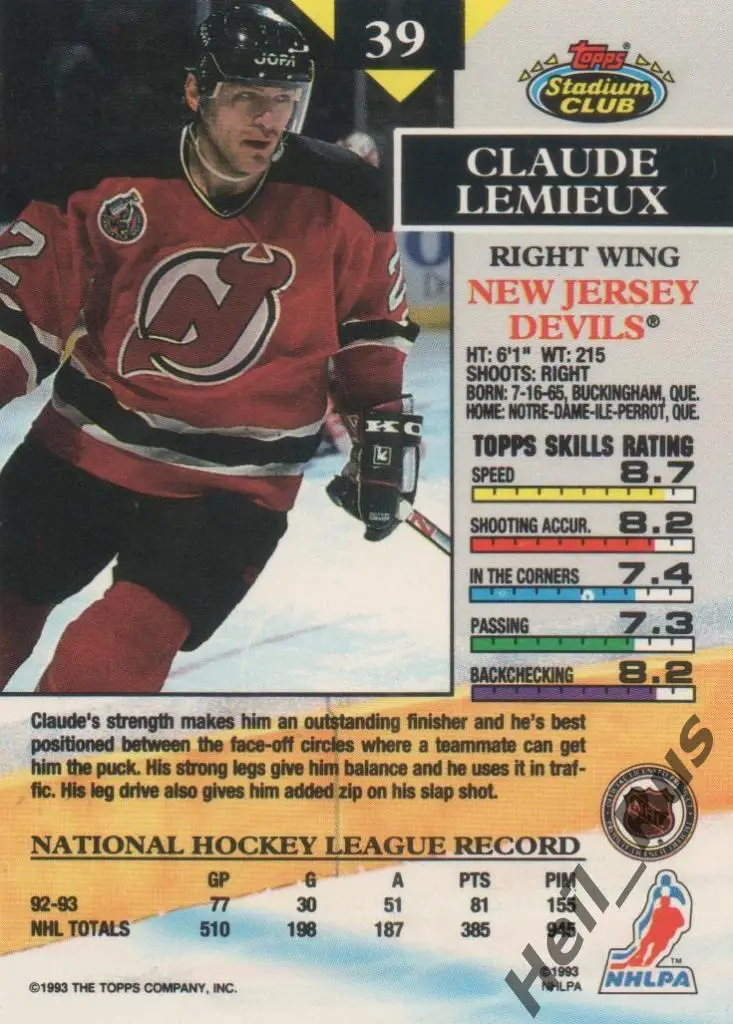 39
Topps®
Stadium
CLUB
CLAUDE
LEMIEUX
RIGHT WING
NEW JERSEY
DEVILS®
HT: 6'1" WT: 215
SHOOTS: RIGHT
BORN: 7-16-65, BUCKINGHAM, QUE.
HOME: NOTRE-DAME-ILE-PERROT, QUE.
TOPPS SKILLS RATING
SPEED 8.7
SHOOTING ACCUR. 8.2
IN THE CORNERS 7.4
PASSING 7.3
BACKCHECKING 8.2
JOFA
2
2
Claude's strength makes him an outstanding finisher and he's best
positioned between the face-off circles where a teammate can get
him the puck. His strong legs give him balance and he uses it in traf-
fic. His leg drive also gives him added zip on his slap shot.
NATIONAL HOCKEY LEAGUE RECORD
GP G A PTS PIM
92-93 77 30 51 81 155
NHL TOTALS 510 198 187 385 945
©1993 THE TOPPS COMPANY, INC.
©1993
NHLPA
NHLPA™